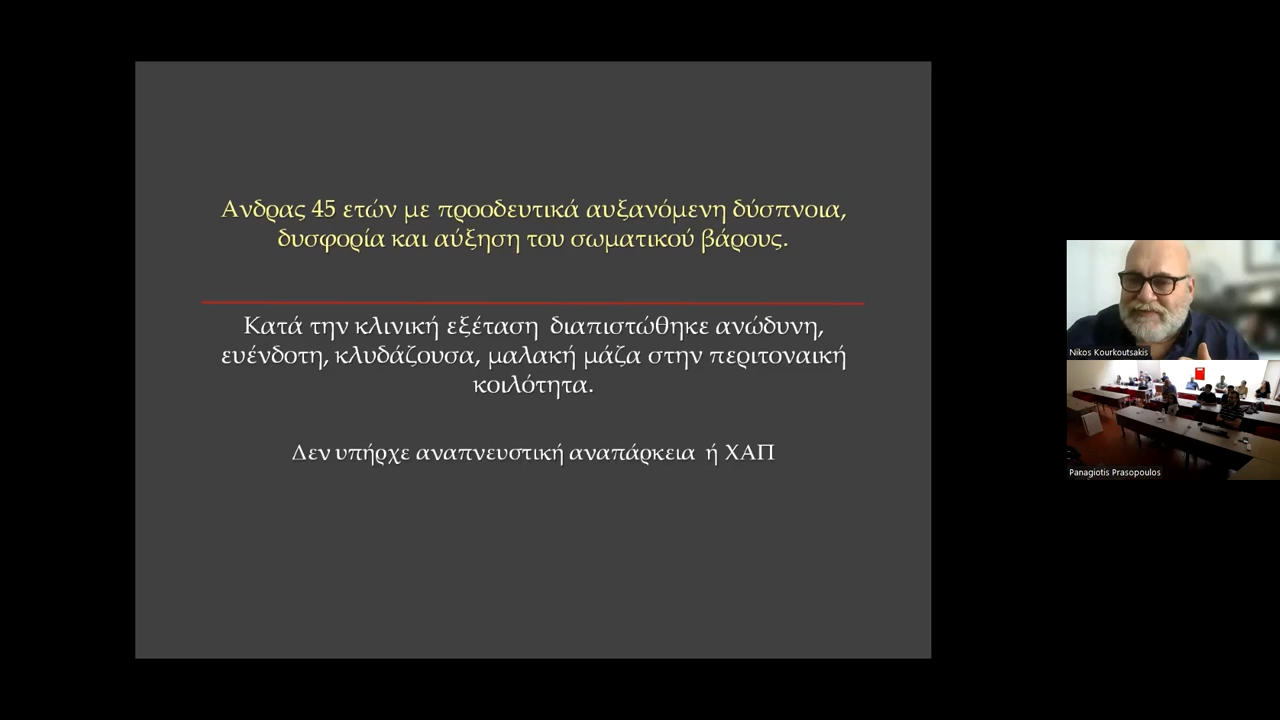 Ανδρας 45 ετών με προοδευτικά αυξανόμενη δύσπνοια,
δυσφορία και αύξηση του σωματικού βάρους.
Κατά την κλινική εξέταση διαπιστώθηκε ανώδυνη,
ευένδοτη, κλυδάζουσα, μαλακή μάζα στην περιτοναική
κοιλότητα.
Δεν υπήρχε αναπνευστική αναπάρκεια ή ΧΑΠ
Nikos Kourkoutsakis
Panagiotis Prasopoulos